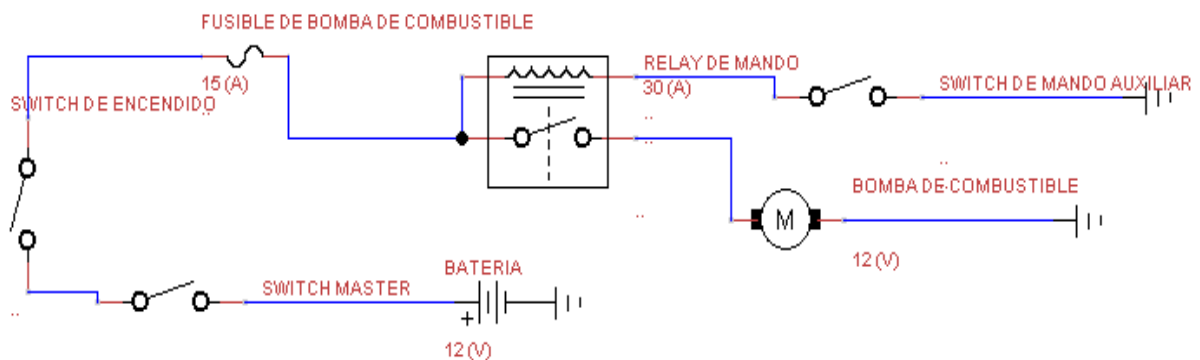 FUSIBLE DE BOMBA DE COMBUSTIBLE
15 (A)
SWITCH DE ENCENDIDO
RELAY DE MANDO
30 (A)
SWITCH DE MANDO AUXILIAR
BOMBA DE COMBUSTIBLE
M
12 (V)
SWITCH MASTER
BATERIA
+
12 (V)